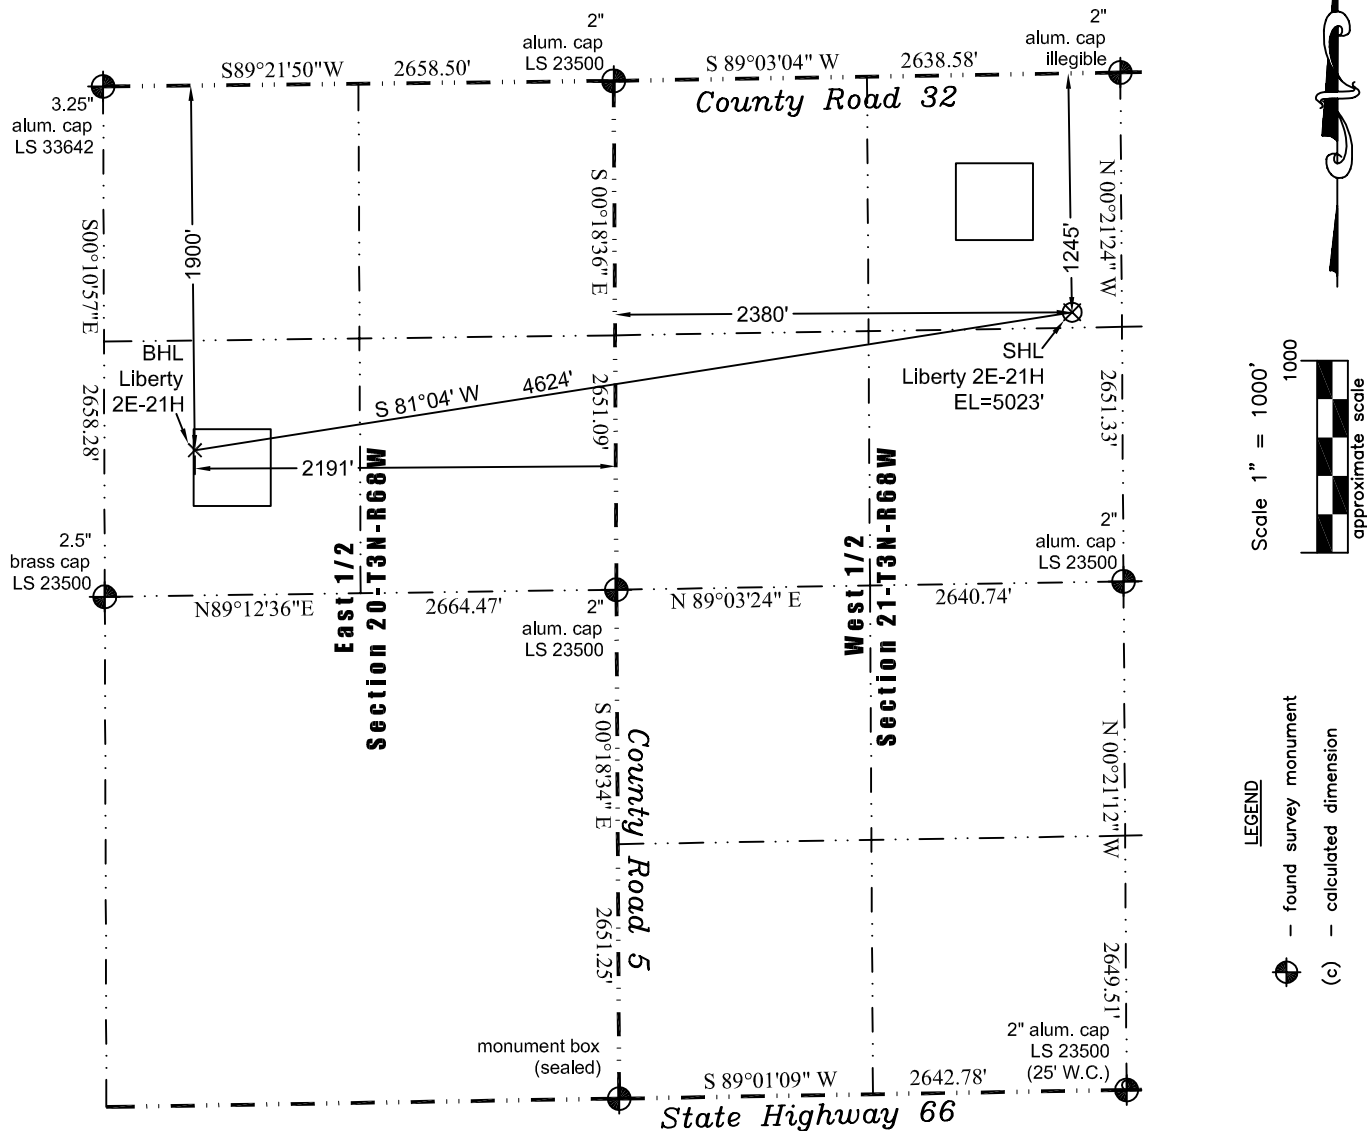 2"
alum. cap
LS 23500
2"
alum. cap
illegible
S89°21'50"W
2658.50'
S 89°03'04" W
2638.58'
County Road 32
3.25"
alum. cap
LS 33642
S00°10'57"E
2658.28'
1900'
S 00°18'36" E
2651.09'
1245'
N 00°21'24" W
2651.33'
2380'
BHL
Liberty
2E-21H
S 81°04' W
4624'
SHL
Liberty 2E-21H
EL=5023'
2191'
East 1/2
Section 20-T3N-R68W
West 1/2
Section 21-T3N-R68W
2.5"
brass cap
LS 23500
N89°12'36"E
2664.47'
2"
alum. cap
LS 23500
N 89°03'24" E
2640.74'
2"
alum. cap
LS 23500
S 00°18'34" E
2651.25'
County Road 5
N 00°21'12" W
2649.51'
monument box
(sealed)
2" alum. cap
LS 23500
(25' W.C.)
S 89°01'09" W
2642.78'
State Highway 66
Scale 1" = 1000'
1000
approximate scale
LEGEND
- found survey monument
(c) - calculated dimension